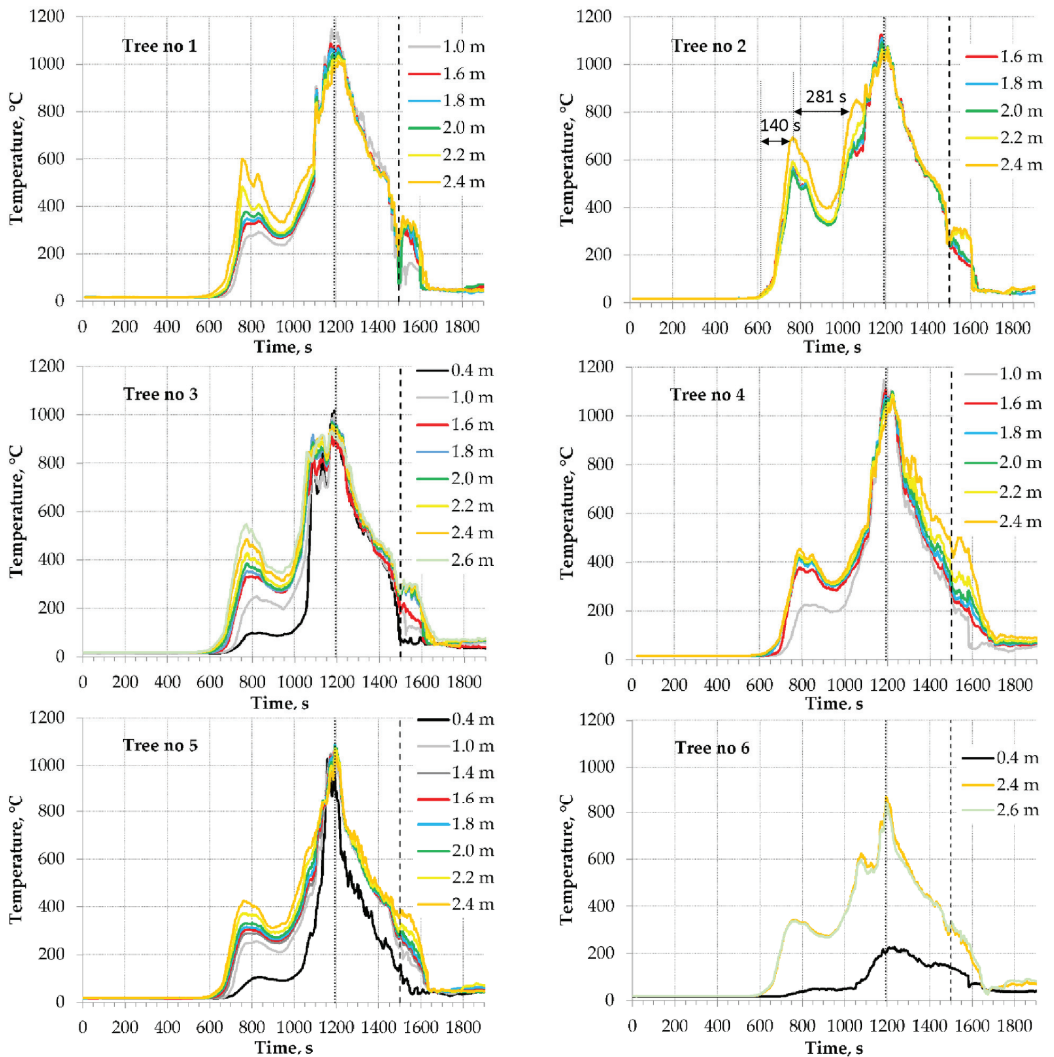 1200
1000
800
600
400
200
0
Temperature, °C
Tree no 1
1.0 m
1.6 m
1.8 m
2.0 m
2.2 m
2.4 m
0 200 400 600 800 1000 1200 1400 1600 1800
Time, s
1200
1000
800
600
400
200
0
Temperature, °C
Tree no 2
281 s
140 s
1.6 m
1.8 m
2.0 m
2.2 m
2.4 m
0 200 400 600 800 1000 1200 1400 1600 1800
Time, s
1200
1000
800
600
400
200
0
Temperature, °C
Tree no 3
0.4 m
1.0 m
1.6 m
1.8 m
2.0 m
2.2 m
2.4 m
2.6 m
0 200 400 600 800 1000 1200 1400 1600 1800
Time, s
1200
1000
800
600
400
200
0
Temperature, °C
Tree no 4
1.0 m
1.6 m
1.8 m
2.0 m
2.2 m
2.4 m
0 200 400 600 800 1000 1200 1400 1600 1800
Time, s
1200
1000
800
600
400
200
0
Temperature, °C
Tree no 5
0.4 m
1.0 m
1.4 m
1.6 m
1.8 m
2.0 m
2.2 m
2.4 m
0 200 400 600 800 1000 1200 1400 1600 1800
Time, s
1200
1000
800
600
400
200
0
Temperature, °C
Tree no 6
0.4 m
2.4 m
2.6 m
0 200 400 600 800 1000 1200 1400 1600 1800
Time, s